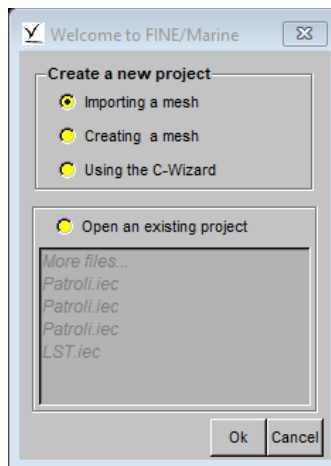 Welcome to FINE/Marine
Create a new project
Importing a mesh
Creating a mesh
Using the C-Wizard
Open an existing project
More files...
Patroli.iec
Patroli.iec
Patroli.iec
LST.iec
Ok Cancel